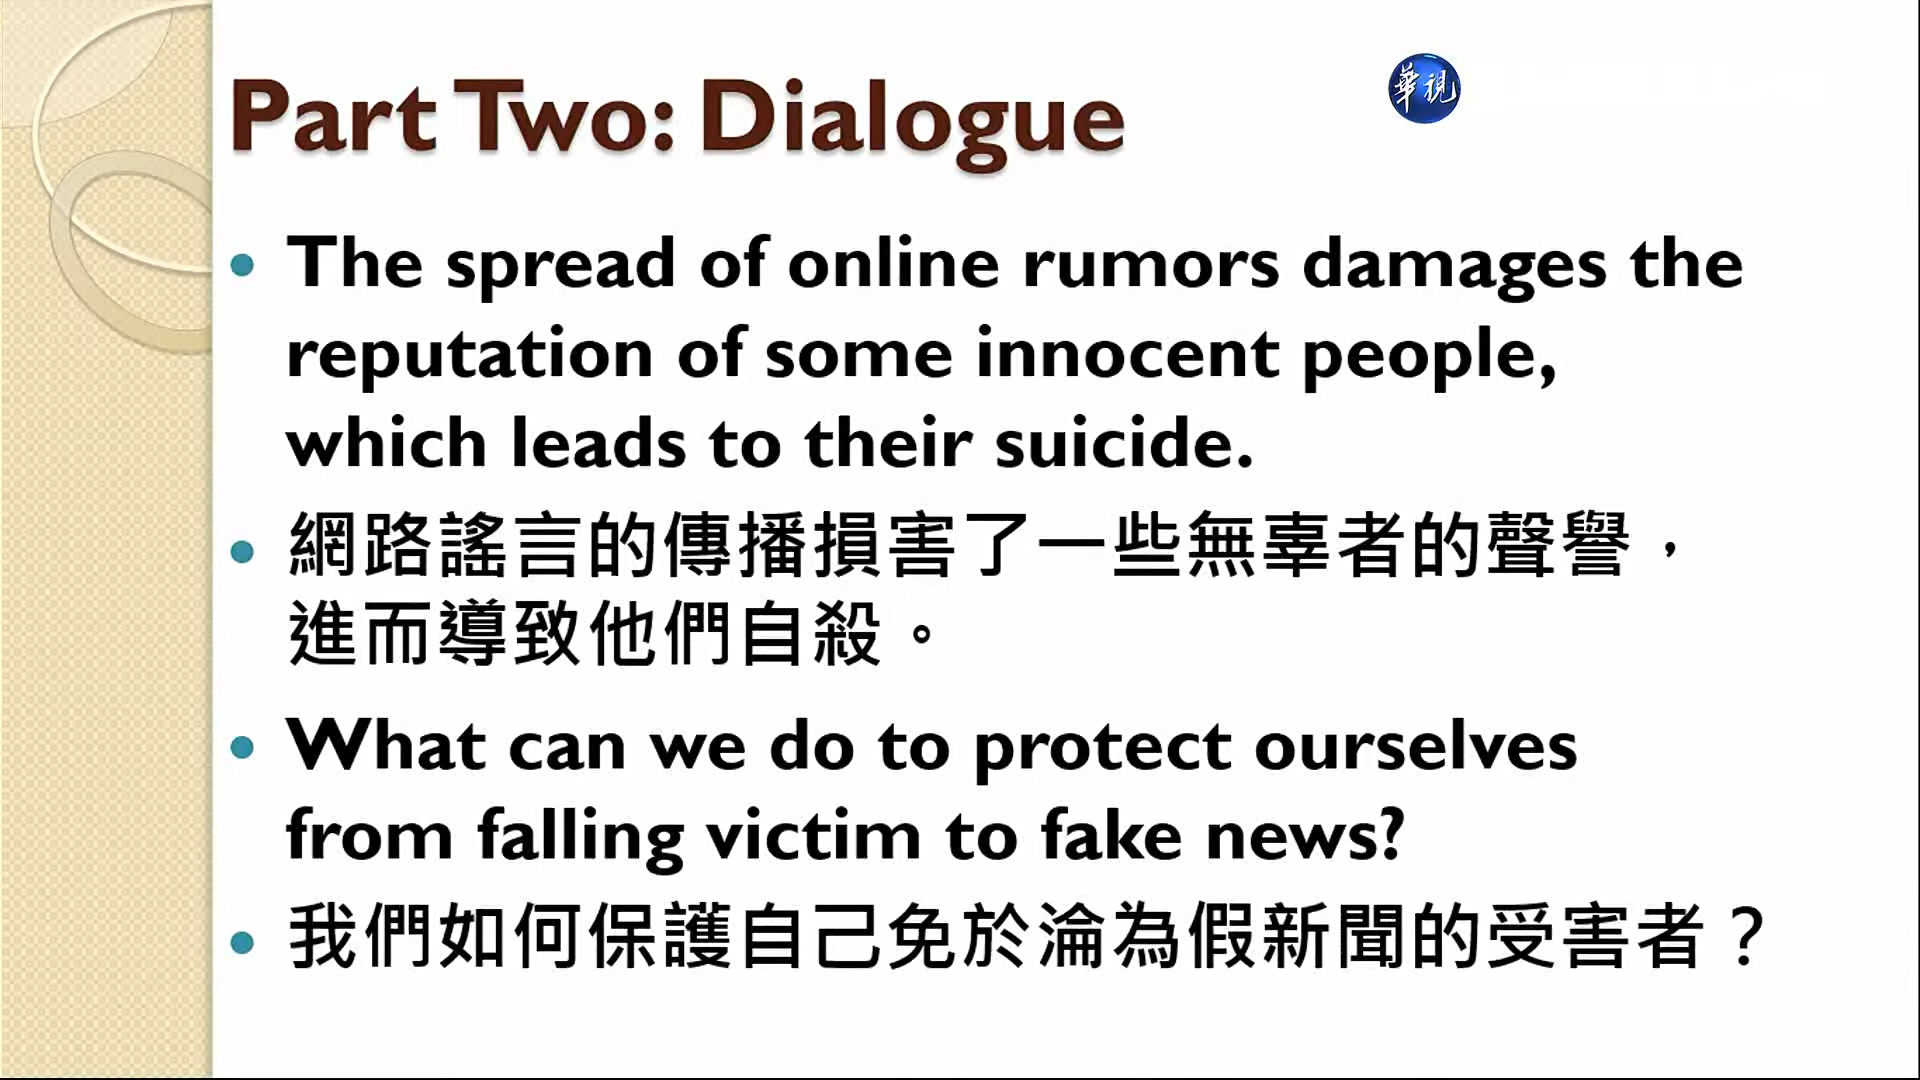 Part Two: Dialogue
華視
The spread of online rumors damages the
reputation of some innocent people,
which leads to their suicide.
網路謠言的傳播損害了一些無辜者的聲譽，
進而導致他們自殺。
What can we do to protect ourselves
from falling victim to fake news?
我們如何保護自己免於淪為假新聞的受害者？